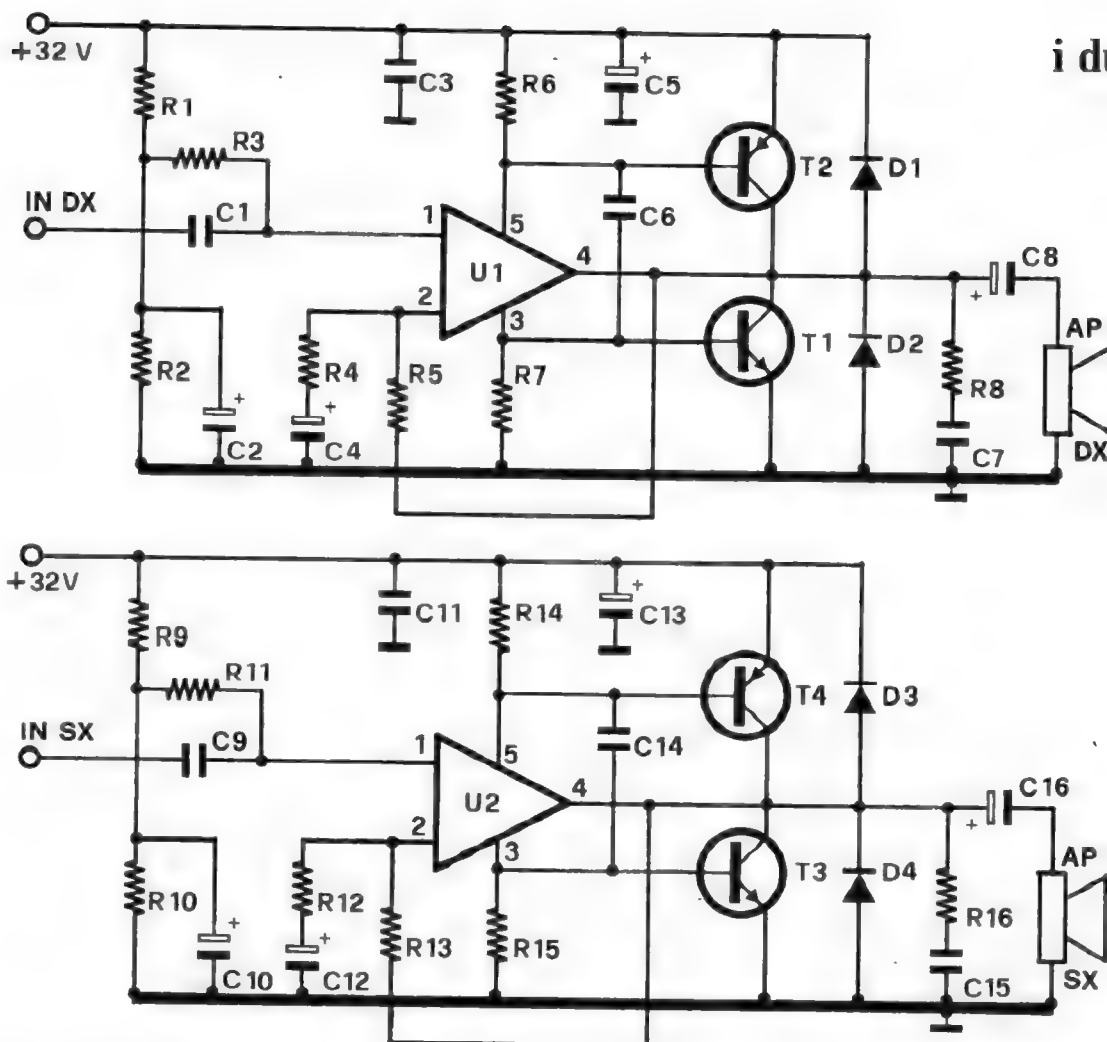 +32 V
i du
R1
C3
R6
+
C5
R3
T2
D1
IN DX
C1
C6
1
5
U1
4
C8
2
3
+
AP
R2
R4
R5
R7
T1
D2
R8
+
+
C2
C4
C7
DX
+32V
R9
C11
R14
+
C13
R11
T4
D3
IN SX
C9
C14
1
5
U2
4
C16
2
3
+
AP
R10
R12
R13
R15
T3
D4
R16
+
+
C10
C12
C15
SX